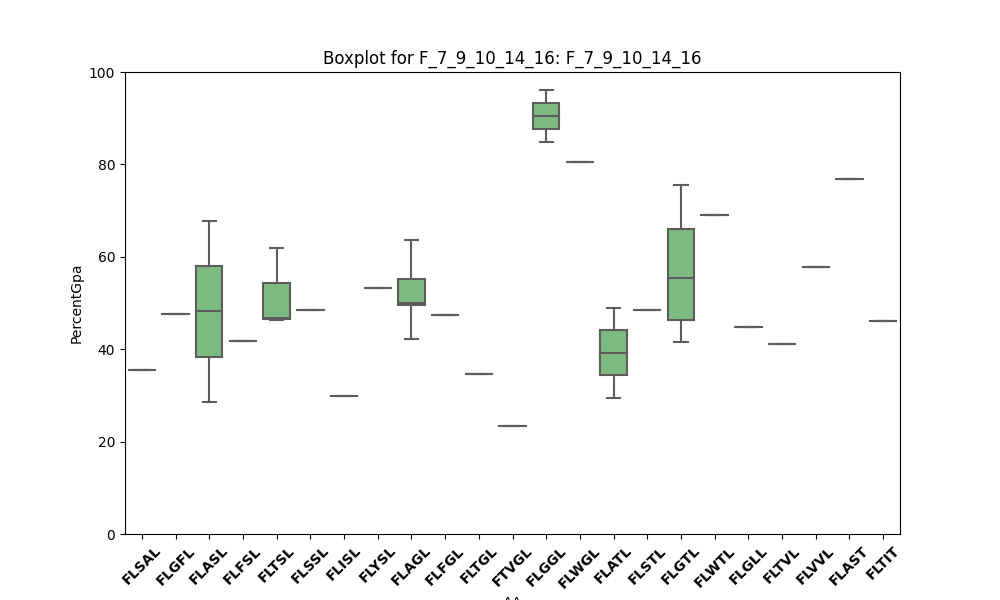 Boxplot for F_7_9_10_14_16: F_7_9_10_14_16
100
80
60
40
20
0
PercentGpa
FLSAL FLGFL FLASL FLFSL FLTSL FLSSL FLISL FLYSL FLAGL FLFGL FLTGL FTVGL FLGGL FLWGL FLATL FLSTL FLGTL FLWTL FLGLL FLTVL FLVVL FLAST FLTIT